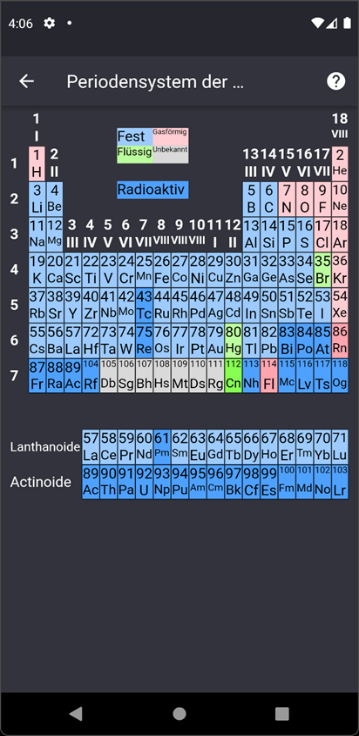 4:06
Periodensystem der ...
1 18
I VIII
Fest Gasförmig
Flüssig Unbekannt
1 1 2 13 14 15 16 17 2
H II III IV V VI VII He
Radioaktiv
2 3 4 5 6 7 8 9 10
Li Be B C N O F Ne
3 4 5 6 7 8 9 10 11 12
3 11 12 III IV V VI VII VIII VIII VIII I II 13 14 15 16 17 18
Na Mg Al Si P S Cl Ar
4 19 20 21 22 23 24 25 26 27 28 29 30 31 32 33 34 35 36
K Ca Sc Ti V Cr Mn Fe Co Ni Cu Zn Ga Ge As Se Br Kr
5 37 38 39 40 41 42 43 44 45 46 47 48 49 50 51 52 53 54
Rb Sr Y Zr Nb Mo Tc Ru Rh Pd Ag Cd In Sn Sb Te I Xe
6 55 56 57 72 73 74 75 76 77 78 79 80 81 82 83 84 85 86
Cs Ba La Hf Ta W Re Os Ir Pt Au Hg Tl Pb Bi Po At Rn
7 87 88 89 104 105 106 107 108 109 110 111 112 113 114 115 116 117 118
Fr Ra Ac Rf Db Sg Bh Hs Mt Ds Rg Cn Nh Fl Mc Lv Ts Og
Lanthanoide 57 58 59 60 61 62 63 64 65 66 67 68 69 70 71
La Ce Pr Nd Pm Sm Eu Gd Tb Dy Ho Er Tm Yb Lu
Actinoide 89 90 91 92 93 94 95 96 97 98 99 100 101 102 103
Ac Th Pa U Np Pu Am Cm Bk Cf Es Fm Md No Lr